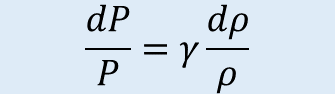 dP/P = γ dρ/ρ